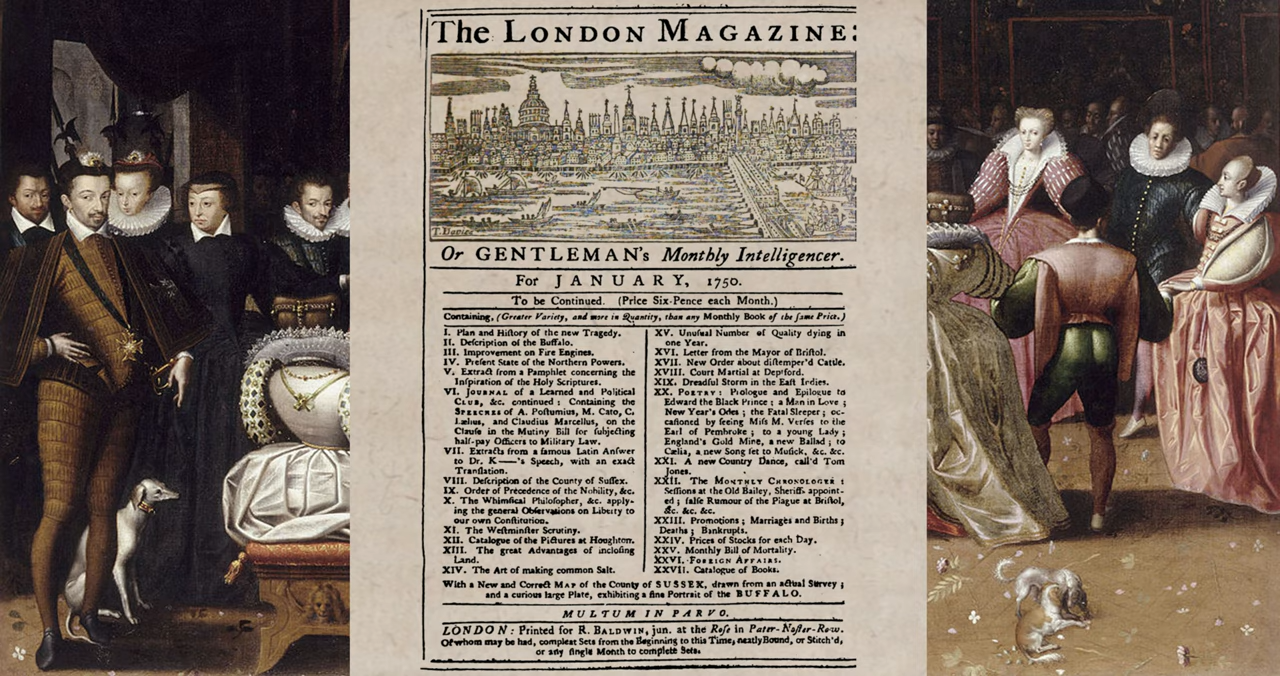 The LONDON MAGAZINE:
T. Bowles
Or GENTLEMAN's Monthly Intelligencer.
For JANUARY, 1750.
To be Continued. (Price Six-Pence each Month.)
Containing, (Greater Variety, and more in Quantity, than any Monthly Book of the ſame Price.)
I. Plan and Hiſtory of the new Tragedy.
II. Deſcription of the Buffalo.
III. Improvement on Fire Engines.
IV. Preſent State of the Northern Powers.
V. Extract from a Pamphlet concerning the
Inſpiration of the Holy Scriptures.
VI. JOURNAL of a Learned and Political
CLUB, &c. continued : Containing the
SPEECHES of A. Poſtumius, M. Cato, C.
Lælius, and Claudius Marcellus, on the
Clauſe in the Mutiny Bill for ſubjecting
half-pay Officers to Military Law.
VII. Extracts from a famous Latin Anſwer
to Dr. K——'s Speech, with an exact
Tranſlation.
VIII. Deſcription of the County of Suſſex.
IX. Order of Precedence of the Nobility, &c.
X. The Whimſical Philoſopher, &c. apply-
ing the general Obſervations on Liberty to
our own Conſtitution.
XI. The Weſtminſter Scrutiny.
XII. Catalogue of the Pictures at Houghton.
XIII. The great Advantages of incloſing
Land.
XIV. The Art of making common Salt.
XV. Unuſual Number of Quality dying in
one Year.
XVI. Letter from the Mayor of Briſtol.
XVII. New Order about diſtemper'd Cattle.
XVIII. Court Martial at Deptford.
XIX. Dreadful Storm in the Eaſt Indies.
XX. POETRY : Prologue and Epilogue to
Edward the Black Prince ; a Man in Love ;
New Year's Odes ; the Fatal Sleeper ; oc-
caſioned by ſeeing Miſs M. Verſes to the
Earl of Pembroke ; to a young Lady ;
England's Gold Mine, a new Ballad ; to
Cælia, a new Song ſet to Muſick, &c. &c.
XXI. A new Country Dance, call'd Tom
Jones.
XXII. The MONTHLY CHRONOLOGER :
Seſſions at the Old Bailey, Sheriffs appoint-
ed ; falſe Rumour of the Plague at Briſtol,
&c. &c. &c.
XXIII. Promotions ; Marriages and Births ;
Deaths ; Bankrupts.
XXIV. Prices of Stocks for each Day.
XXV. Monthly Bill of Mortality.
XXVI. FOREIGN AFFAIRS.
XXVII. Catalogue of Books.
With a New and Correct MAP of the County of SUSSEX, drawn from an actual Survey ;
and a curious large Plate, exhibiting a fine Portrait of the BUFFALO.
MULTUM IN PARVO.
LONDON : Printed for R. BALDWIN, jun. at the Roſe in Pater-Noſter-Row.
Of whom may be had, compleat Sets from the Beginning to this Time, neatly Bound, or Stitch'd,
or any ſingle Month to complete Sets.